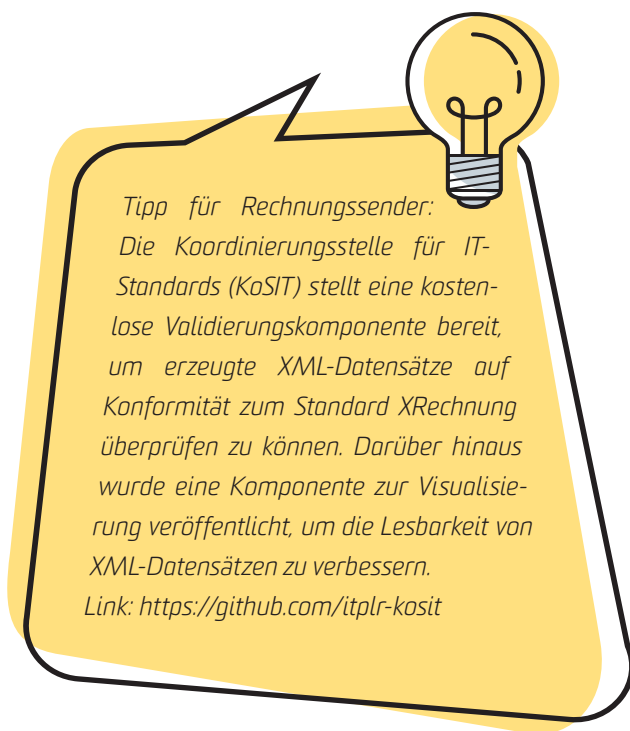 Tipp für Rechnungssender:
Die Koordinierungsstelle für IT-
Standards (KoSIT) stellt eine kosten-
lose Validierungskomponente bereit,
um erzeugte XML-Datensätze auf
Konformität zum Standard XRechnung
überprüfen zu können. Darüber hinaus
wurde eine Komponente zur Visualisie-
rung veröffentlicht, um die Lesbarkeit von
XML-Datensätzen zu verbessern.
Link: https://github.com/itplr-kosit